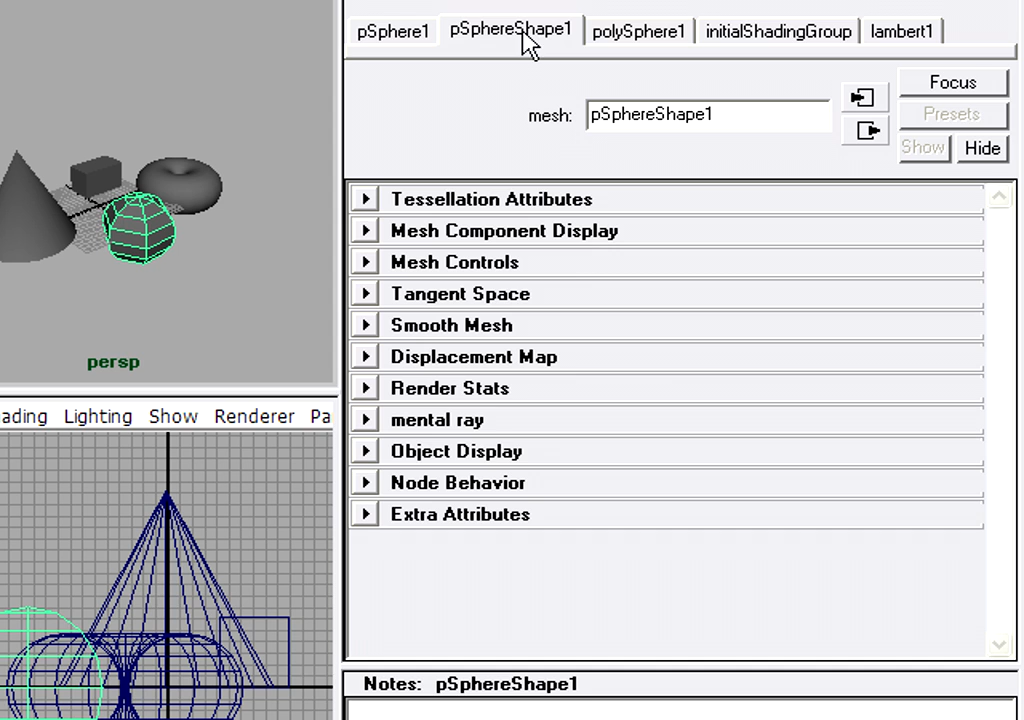 pSphere1 pSphereShape1 polySphere1 initialShadingGroup lambert1
mesh: pSphereShape1
Focus
Presets
Show Hide
Tessellation Attributes
Mesh Component Display
Mesh Controls
Tangent Space
Smooth Mesh
Displacement Map
Render Stats
mental ray
Object Display
Node Behavior
Extra Attributes
Notes: pSphereShape1
persp
ading Lighting Show Renderer Pa